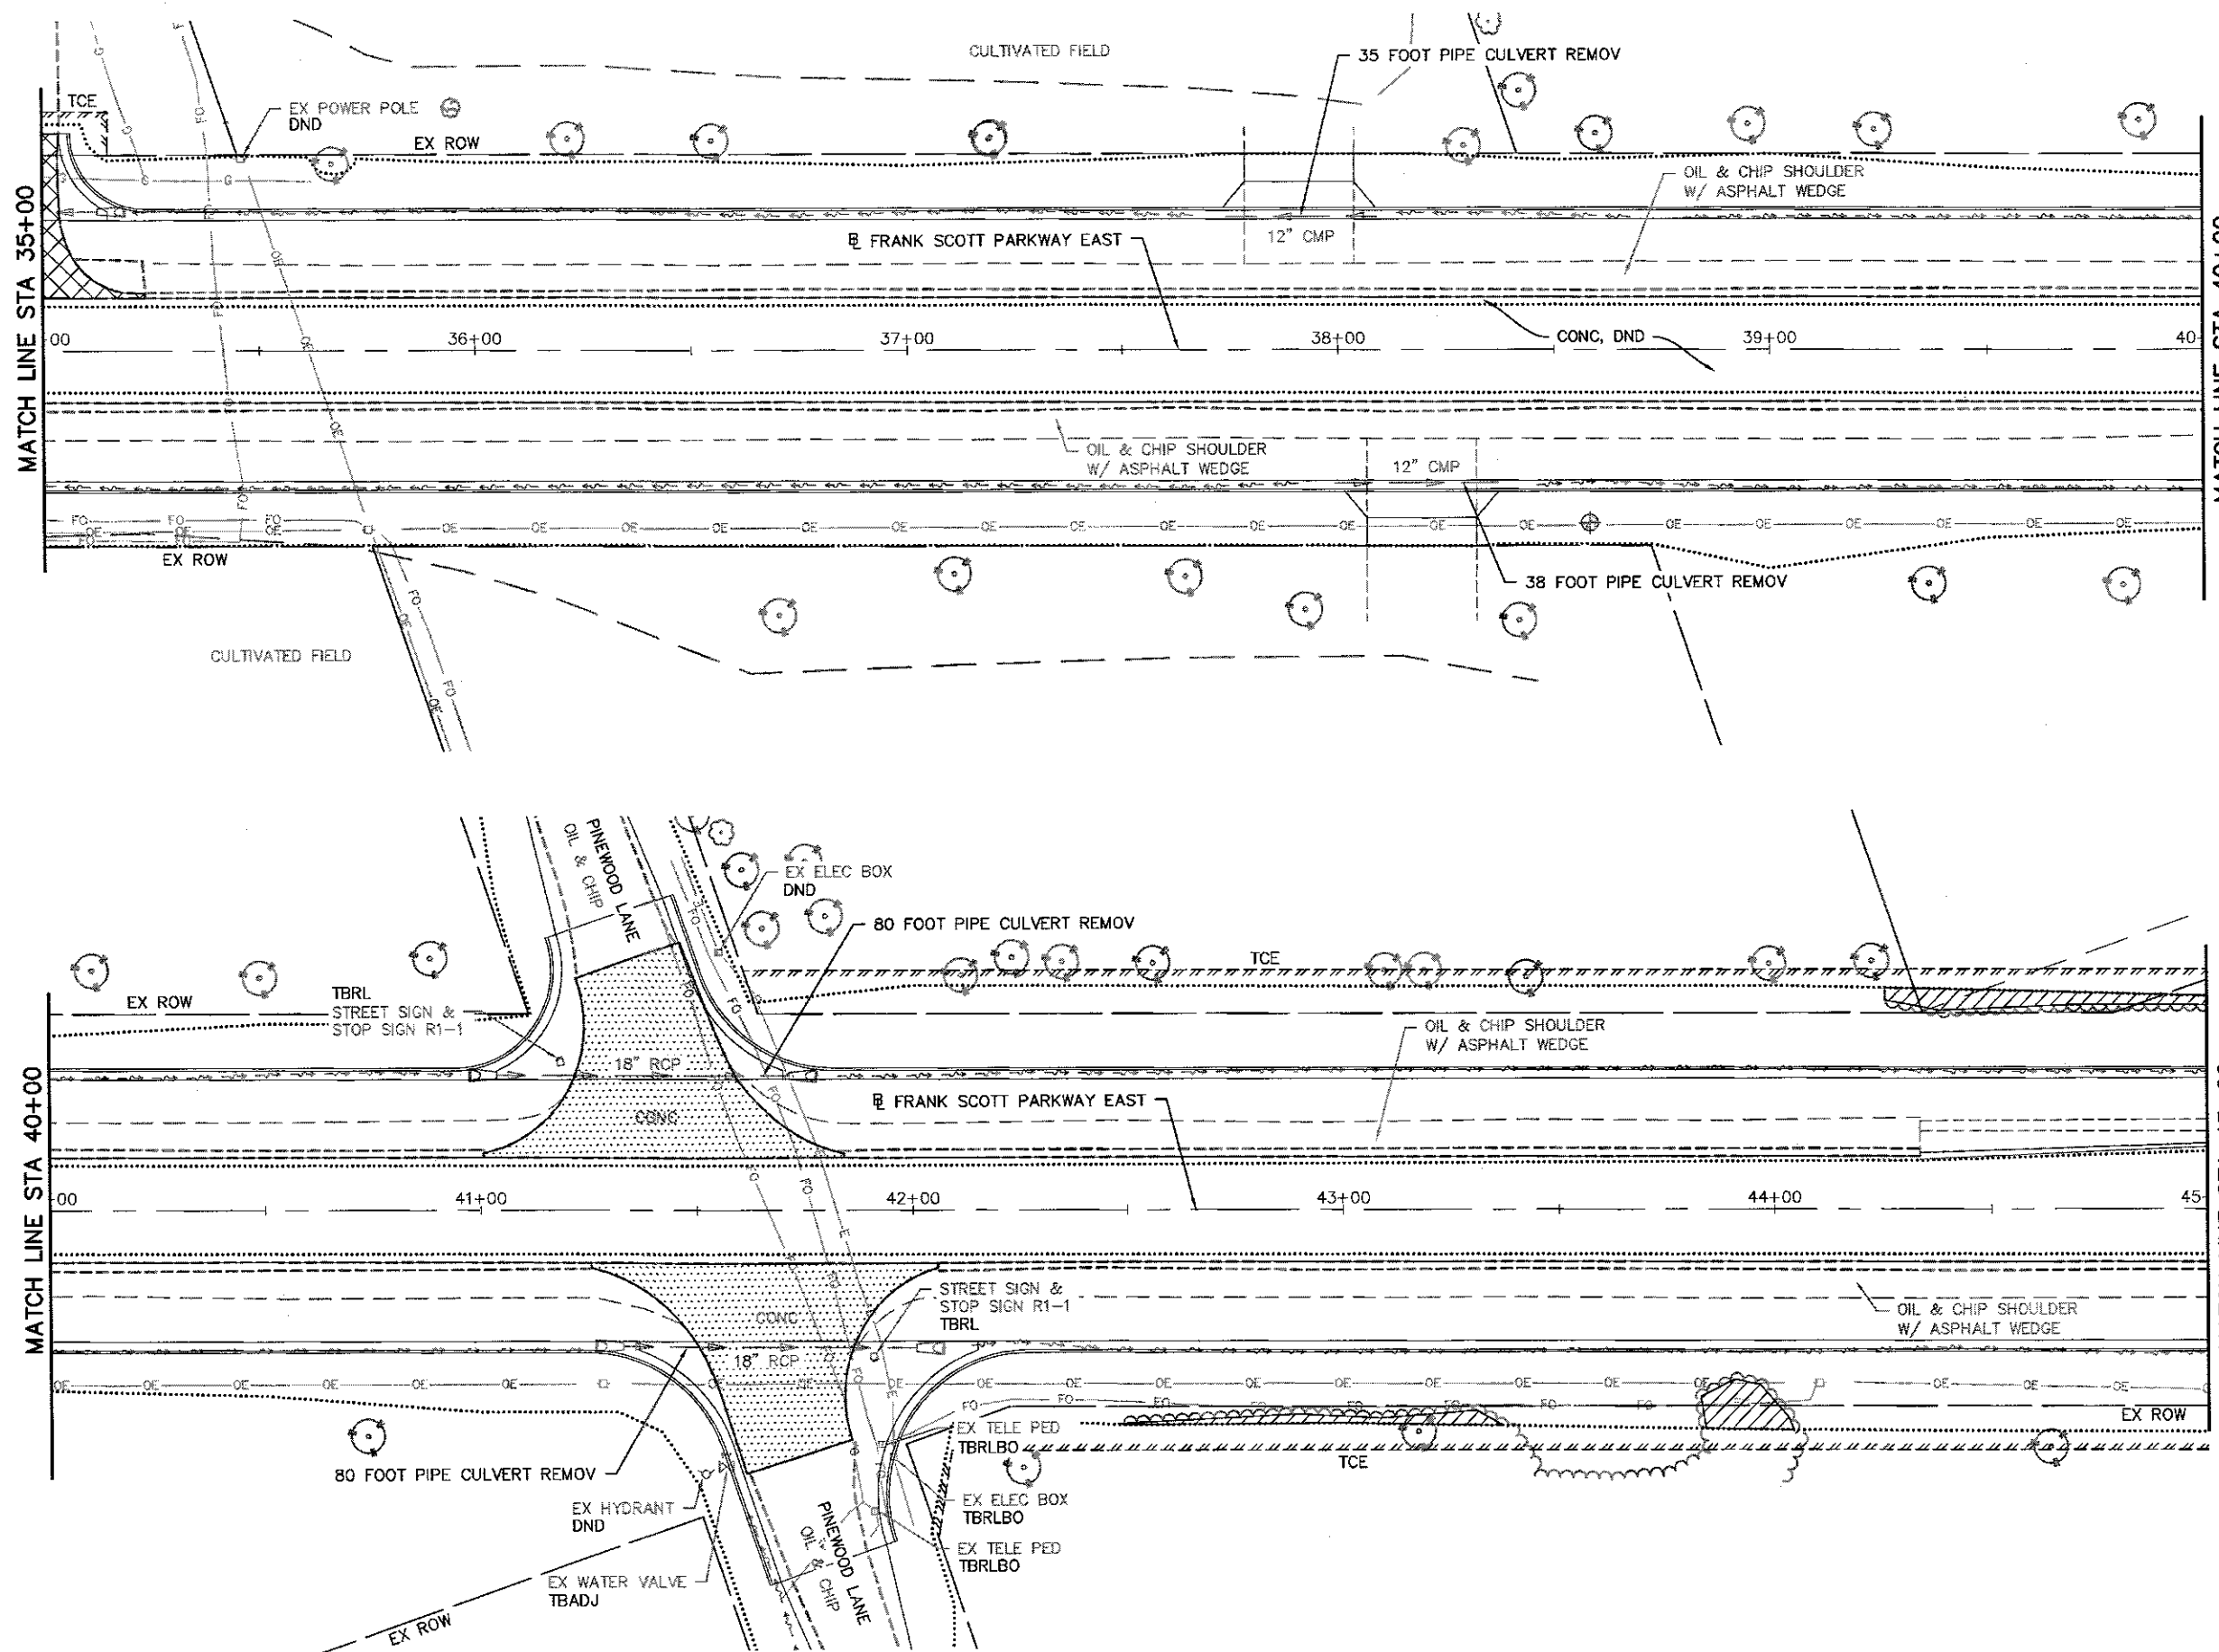 CULTIVATED FIELD
35 FOOT PIPE CULVERT REMOV
TCE
EX POWER POLE
DND
EX ROW
OIL & CHIP SHOULDER
W/ ASPHALT WEDGE
12" CMP
FRANK SCOTT PARKWAY EAST
MATCH LINE STA 35+00
00
36+00
37+00
38+00
CONC, DND
39+00
40
OIL & CHIP SHOULDER
W/ ASPHALT WEDGE
12" CMP
EX ROW
38 FOOT PIPE CULVERT REMOV
CULTIVATED FIELD
PINEWOOD LANE
OIL & CHIP
EX ELEC BOX
DND
80 FOOT PIPE CULVERT REMOV
TCE
EX ROW
TBRL
STREET SIGN &
STOP SIGN R1-1
OIL & CHIP SHOULDER
W/ ASPHALT WEDGE
18" RCP
FRANK SCOTT PARKWAY EAST
CONC
MATCH LINE STA 40+00
00
41+00
42+00
43+00
44+00
45
STREET SIGN &
STOP SIGN R1-1
TBRL
CONC
OIL & CHIP SHOULDER
W/ ASPHALT WEDGE
18" RCP
EX ROW
EX TELE PED
TBRLBO
TCE
80 FOOT PIPE CULVERT REMOV
EX HYDRANT
DND
EX ELEC BOX
TBRLBO
PINEWOOD LANE
OIL & CHIP
EX TELE PED
TBRLBO
EX WATER VALVE
TBADJ
EX ROW